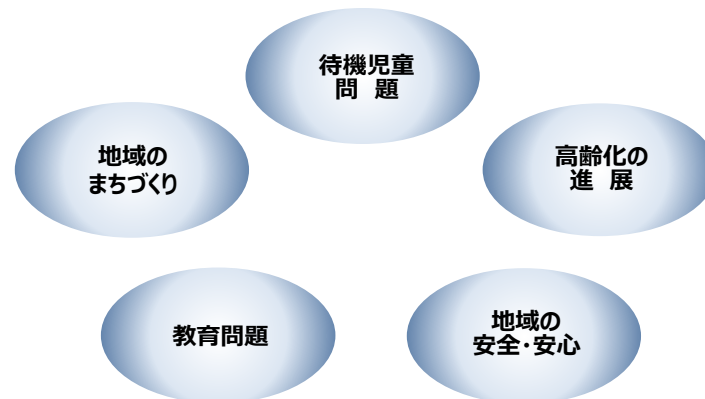 待機児童
問 題
地域の
まちづくり
高齢化の
進 展
教育問題
地域の
安全・安心